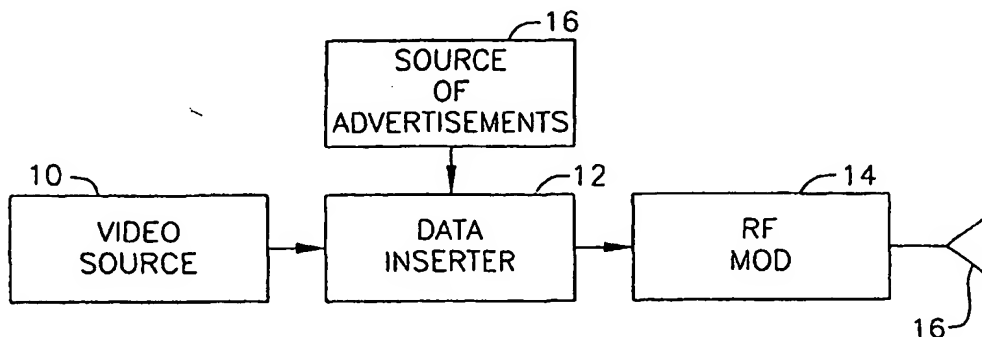 16
SOURCE
OF
ADVERTISEMENTS
10
12
14
VIDEO
SOURCE
DATA
INSERTER
RF
MOD
16